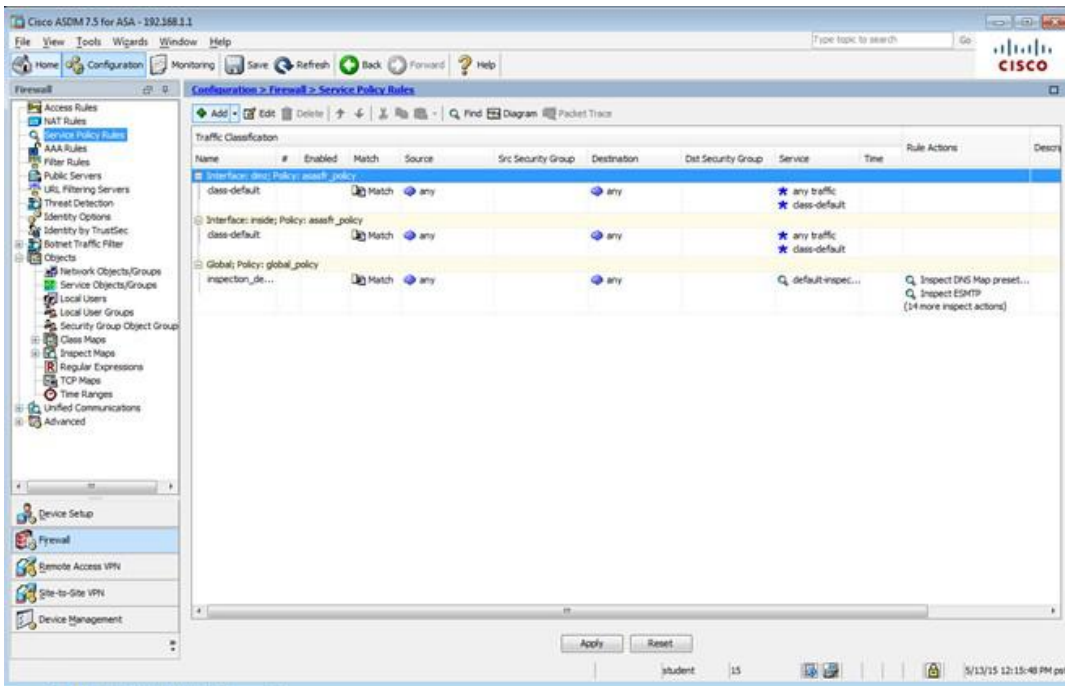 Cisco ASDM 7.5 for ASA - 192.168.1.1
File View Tools Wizards Window Help
Type topic to search Go
CISCO
Home Configuration Monitoring Save Refresh Back Forward Help
Firewall
Access Rules
NAT Rules
Service Policy Rules
AAA Rules
Filter Rules
Public Servers
URL Filtering Servers
Threat Detection
Identity Options
Identity by TrustSec
Botnet Traffic Filter
Objects
Network Objects/Groups
Service Objects/Groups
Local Users
Local User Groups
Security Group Object Group
Class Maps
Inspect Maps
Regular Expressions
TCP Maps
Time Ranges
Unified Communications
Advanced
Device Setup
Firewall
Remote Access VPN
Site-to-Site VPN
Device Management
Configuration > Firewall > Service Policy Rules
Add Edit Delete Find Diagram Packet Trace
Traffic Classification
Name # Enabled Match Source Src Security Group Destination Dst Security Group Service Time Rule Actions Descri
Interface: dmz; Policy: asasfr_policy
class-default Match any any any traffic
class-default
Interface: inside; Policy: asasfr_policy
class-default Match any any any traffic
class-default
Global; Policy: global_policy
inspection_de... Match any any default-inspec... Inspect DNS Map preset...
Inspect ESMTP
(14 more inspect actions)
Apply Reset
student 15 5/13/15 12:15:48 PM pst